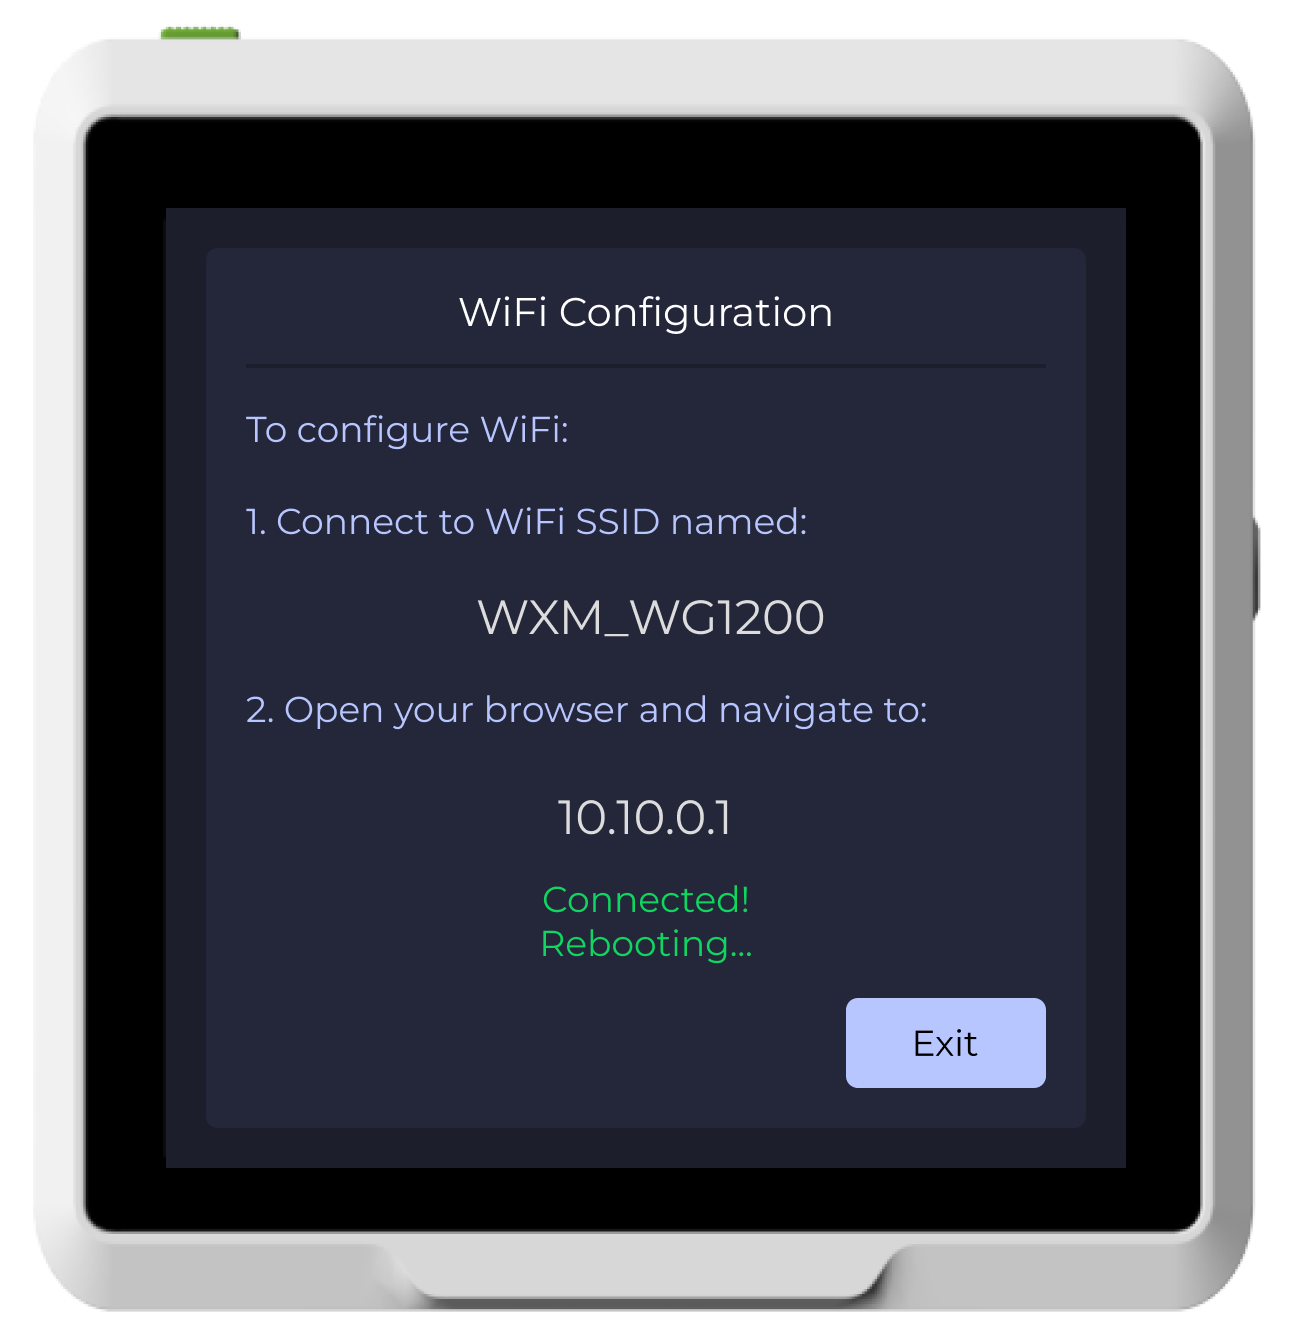 WiFi Configuration
To configure WiFi:
1. Connect to WiFi SSID named:
WXM_WG1200
2. Open your browser and navigate to:
10.10.0.1
Connected!
Rebooting...
Exit